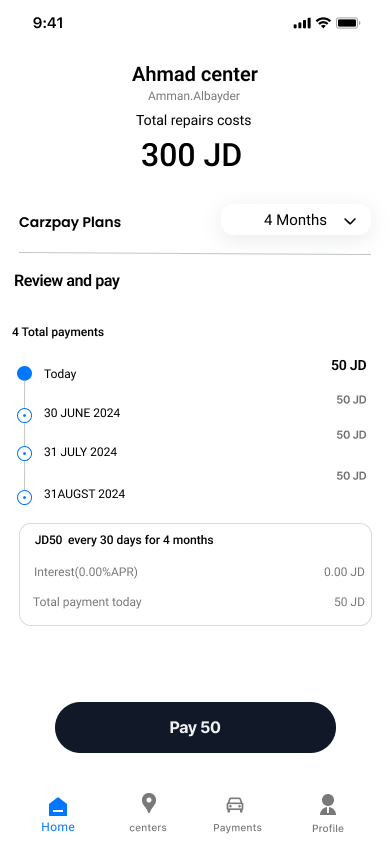 9:41
Ahmad center
Amman.Albayder
Total repairs costs
300 JD
Carzpay Plans
4 Months
Review and pay
4 Total payments
Today
50 JD
30 JUNE 2024
50 JD
31 JULY 2024
50 JD
31AUGST 2024
50 JD
JD50 every 30 days for 4 months
Interest(0.00%APR)
0.00 JD
Total payment today
50 JD
Pay 50
Home
centers
Payments
Profile